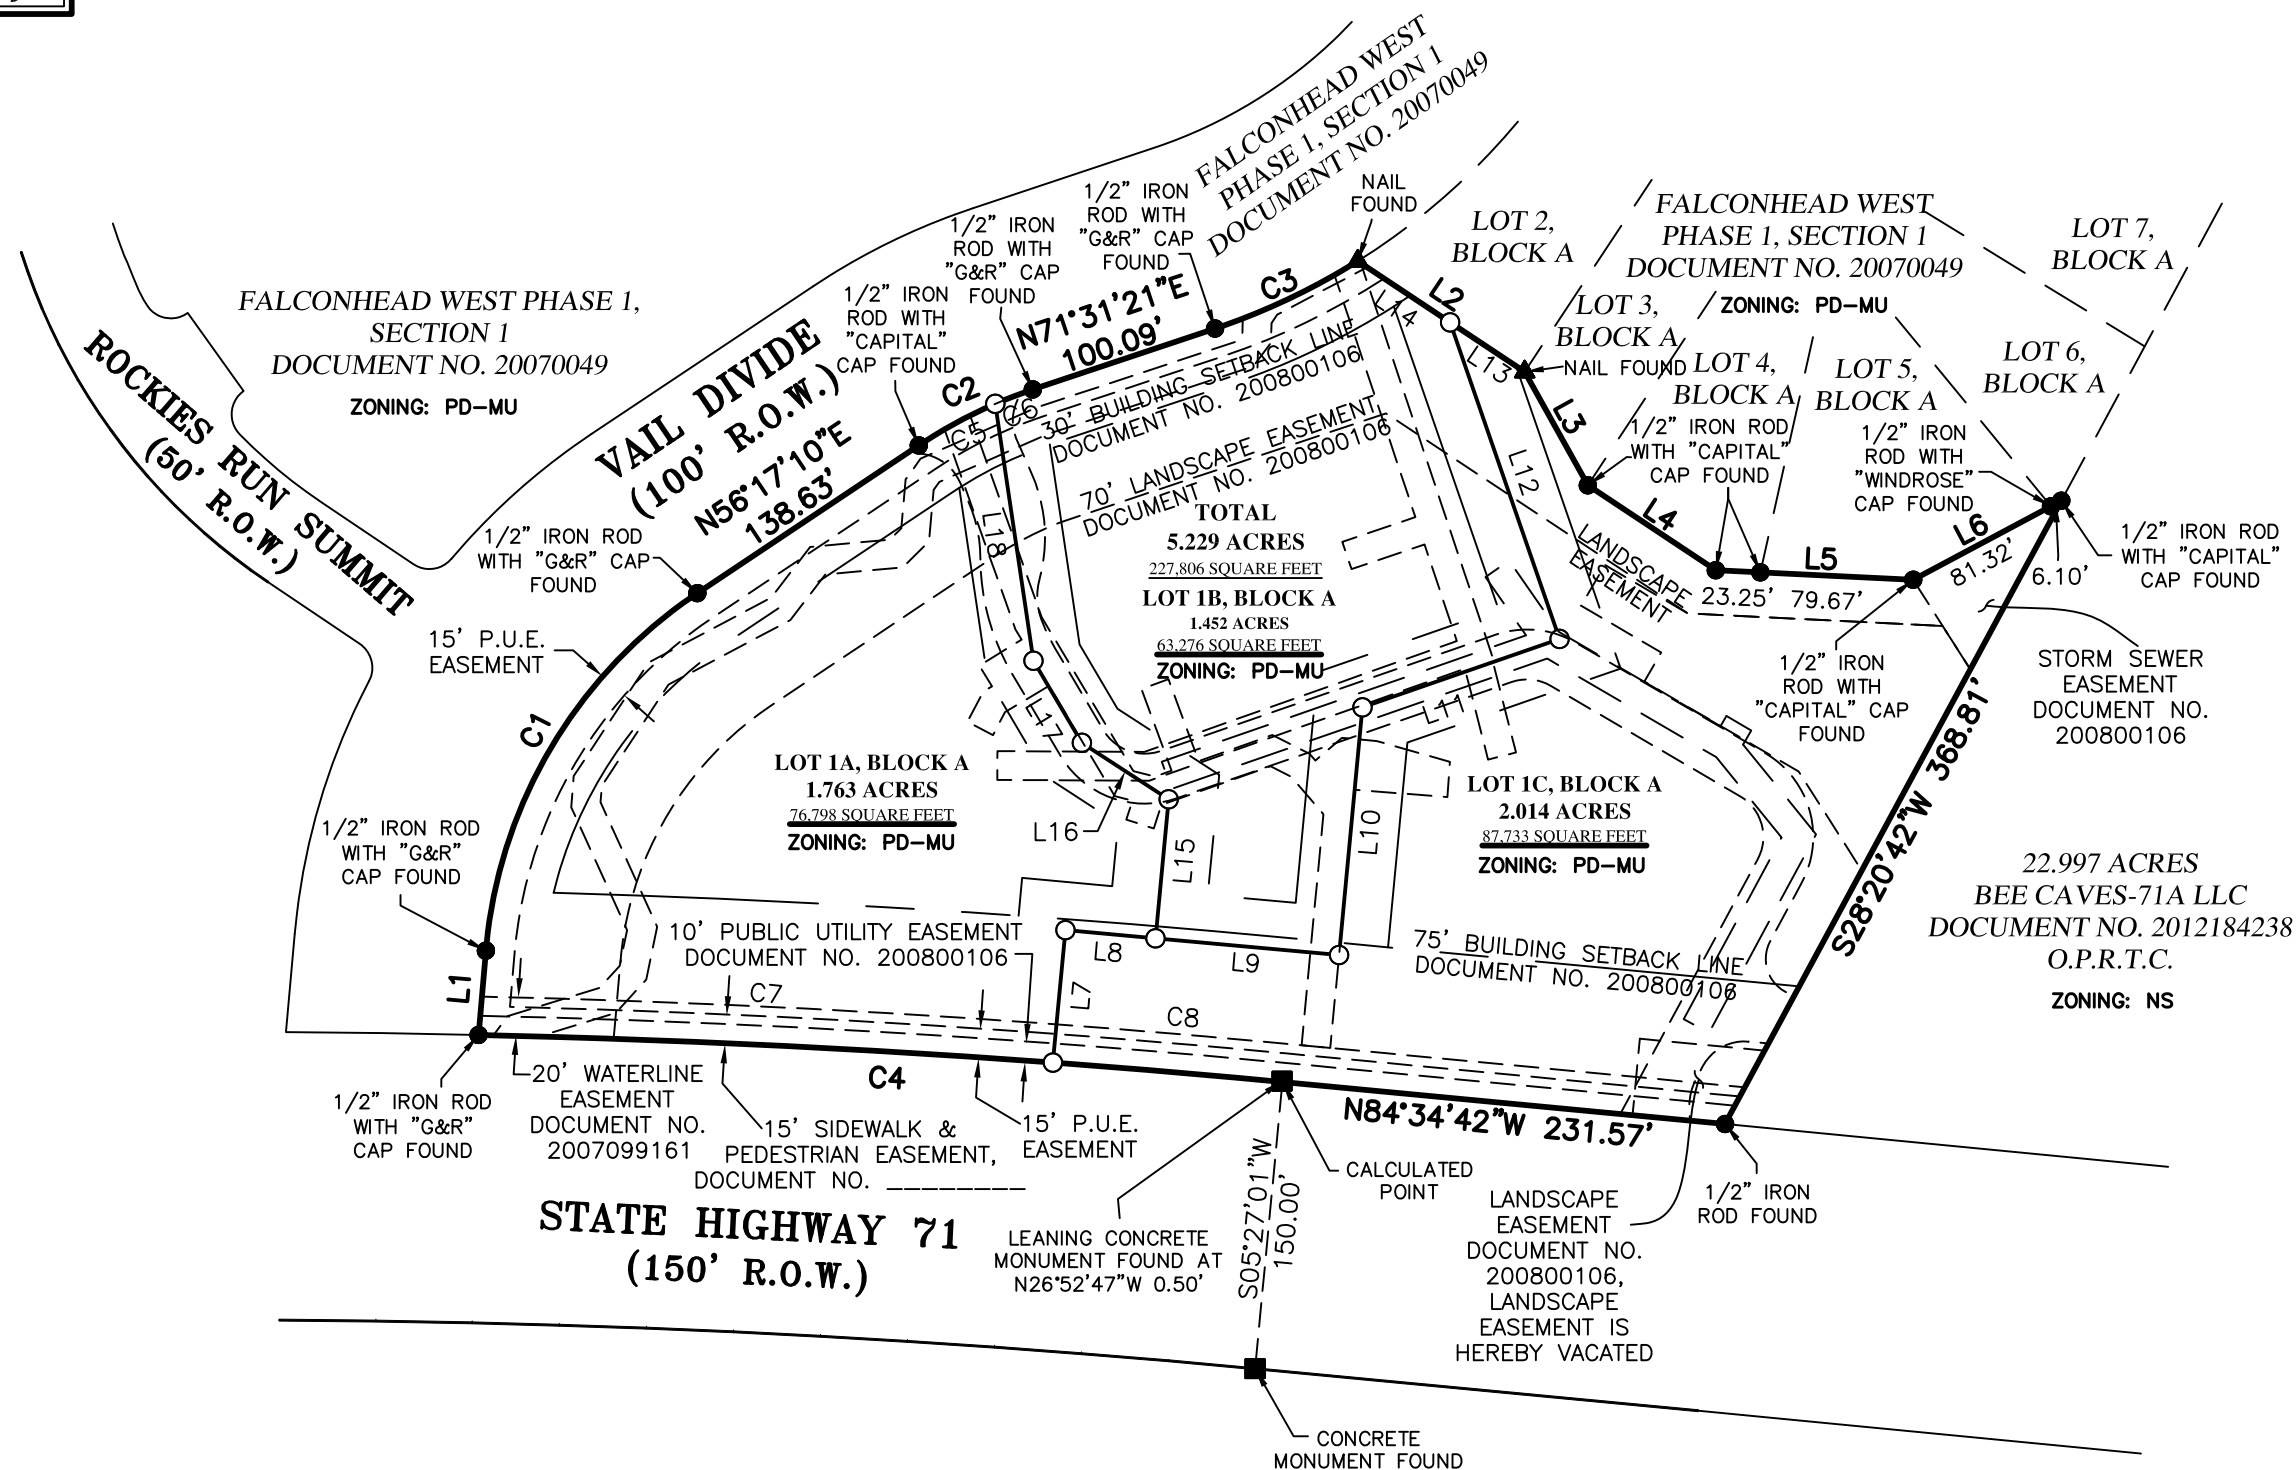 FALCONHEAD WEST
PHASE 1, SECTION 1
DOCUMENT NO. 20070049
NAIL
FOUND
1/2" IRON
ROD WITH
"G&R" CAP
FOUND
1/2" IRON
ROD WITH
"G&R" CAP
FOUND
1/2" IRON
ROD WITH
"CAPITAL"
CAP FOUND
LOT 2,
BLOCK A
FALCONHEAD WEST
PHASE 1, SECTION 1
DOCUMENT NO. 20070049
ZONING: PD-MU
LOT 7,
BLOCK A
LOT 3,
BLOCK A
NAIL FOUND
LOT 4,
BLOCK A
LOT 5,
BLOCK A
LOT 6,
BLOCK A
FALCONHEAD WEST PHASE 1,
SECTION 1
DOCUMENT NO. 20070049
ZONING: PD-MU
ROCKIES RUN SUMMIT
(50' R.O.W.)
VAIL DIVIDE
(100' R.O.W.)
N56°17'10"E
138.63'
C2
N71°31'21"E
100.09'
C3
L2
L3
L4
L5
L6
C5
C6
K14
L13
L12
L18
30' BUILDING SETBACK LINE
DOCUMENT NO. 200800106
70' LANDSCAPE EASEMENT
DOCUMENT NO. 200800106
TOTAL
5.229 ACRES
227,806 SQUARE FEET
LOT 1B, BLOCK A
1.452 ACRES
63,276 SQUARE FEET
ZONING: PD-MU
1/2" IRON ROD
WITH "CAPITAL"
CAP FOUND
1/2" IRON
ROD WITH
"WINDROSE"
CAP FOUND
1/2" IRON ROD
WITH "CAPITAL"
CAP FOUND
LANDSCAPE
EASEMENT
23.25'
79.67'
81.32'
6.10'
1/2" IRON
ROD WITH
"CAPITAL" CAP
FOUND
STORM SEWER
EASEMENT
DOCUMENT NO.
200800106
1/2" IRON ROD
WITH "G&R" CAP
FOUND
15' P.U.E.
EASEMENT
C1
L17
L11
LOT 1A, BLOCK A
1.763 ACRES
76,798 SQUARE FEET
ZONING: PD-MU
L16
L15
L10
LOT 1C, BLOCK A
2.014 ACRES
87,733 SQUARE FEET
ZONING: PD-MU
S28°20'42"W 368.81'
22.997 ACRES
BEE CAVES-71A LLC
DOCUMENT NO. 2012184238
O.P.R.T.C.
ZONING: NS
1/2" IRON ROD
WITH "G&R"
CAP FOUND
L1
10' PUBLIC UTILITY EASEMENT
DOCUMENT NO. 200800106
L8
L9
L7
75' BUILDING SETBACK LINE
DOCUMENT NO. 200800106
C7
C8
C4
N84°34'42"W 231.57'
1/2" IRON ROD
WITH "G&R"
CAP FOUND
20' WATERLINE
EASEMENT
DOCUMENT NO.
2007099161
15' SIDEWALK &
PEDESTRIAN EASEMENT,
DOCUMENT NO. ________
15' P.U.E.
EASEMENT
STATE HIGHWAY 71
(150' R.O.W.)
LEANING CONCRETE
MONUMENT FOUND AT
N26°52'47"W 0.50'
S05°27'01"W
150.00'
CALCULATED
POINT
LANDSCAPE
EASEMENT
DOCUMENT NO.
200800106,
LANDSCAPE
EASEMENT IS
HEREBY VACATED
1/2" IRON
ROD FOUND
CONCRETE
MONUMENT FOUND